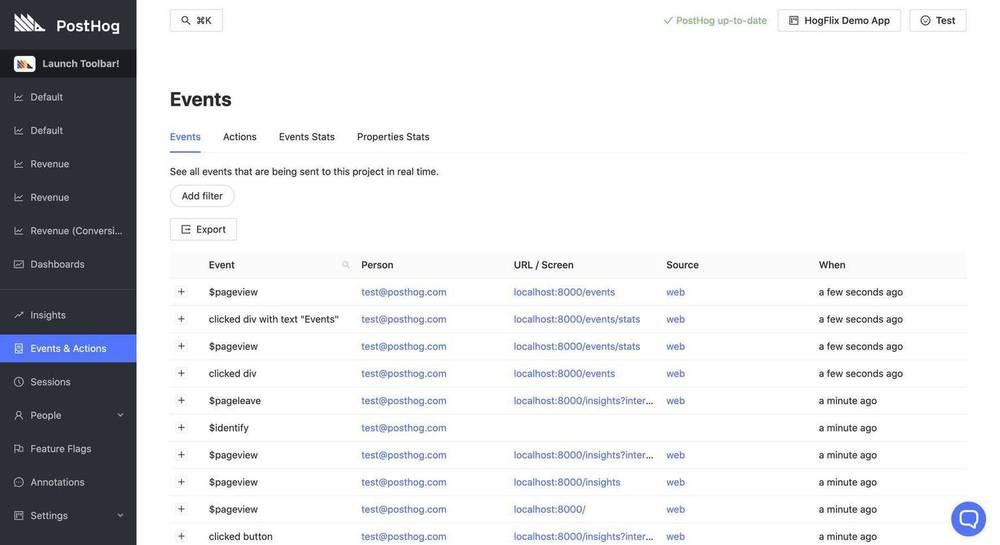 PostHog
Launch Toolbar!
Default
Default
Revenue
Revenue
Revenue (Conversi...
Dashboards
Insights
Events & Actions
Sessions
People
Feature Flags
Annotations
Settings
⌘K
PostHog up-to-date
HogFlix Demo App
Test
Events
Events Actions Events Stats Properties Stats
See all events that are being sent to this project in real time.
Add filter
Export
Event Person URL / Screen Source When
$pageview test@posthog.com localhost:8000/events web a few seconds ago
clicked div with text "Events" test@posthog.com localhost:8000/events/stats web a few seconds ago
$pageview test@posthog.com localhost:8000/events/stats web a few seconds ago
clicked div test@posthog.com localhost:8000/events web a few seconds ago
$pageleave test@posthog.com localhost:8000/insights?inter... web a minute ago
$identify test@posthog.com a minute ago
$pageview test@posthog.com localhost:8000/insights?inter... web a minute ago
$pageview test@posthog.com localhost:8000/insights web a minute ago
$pageview test@posthog.com localhost:8000/ web a minute ago
clicked button test@posthog.com localhost:8000/insights?inter... web a minute ago